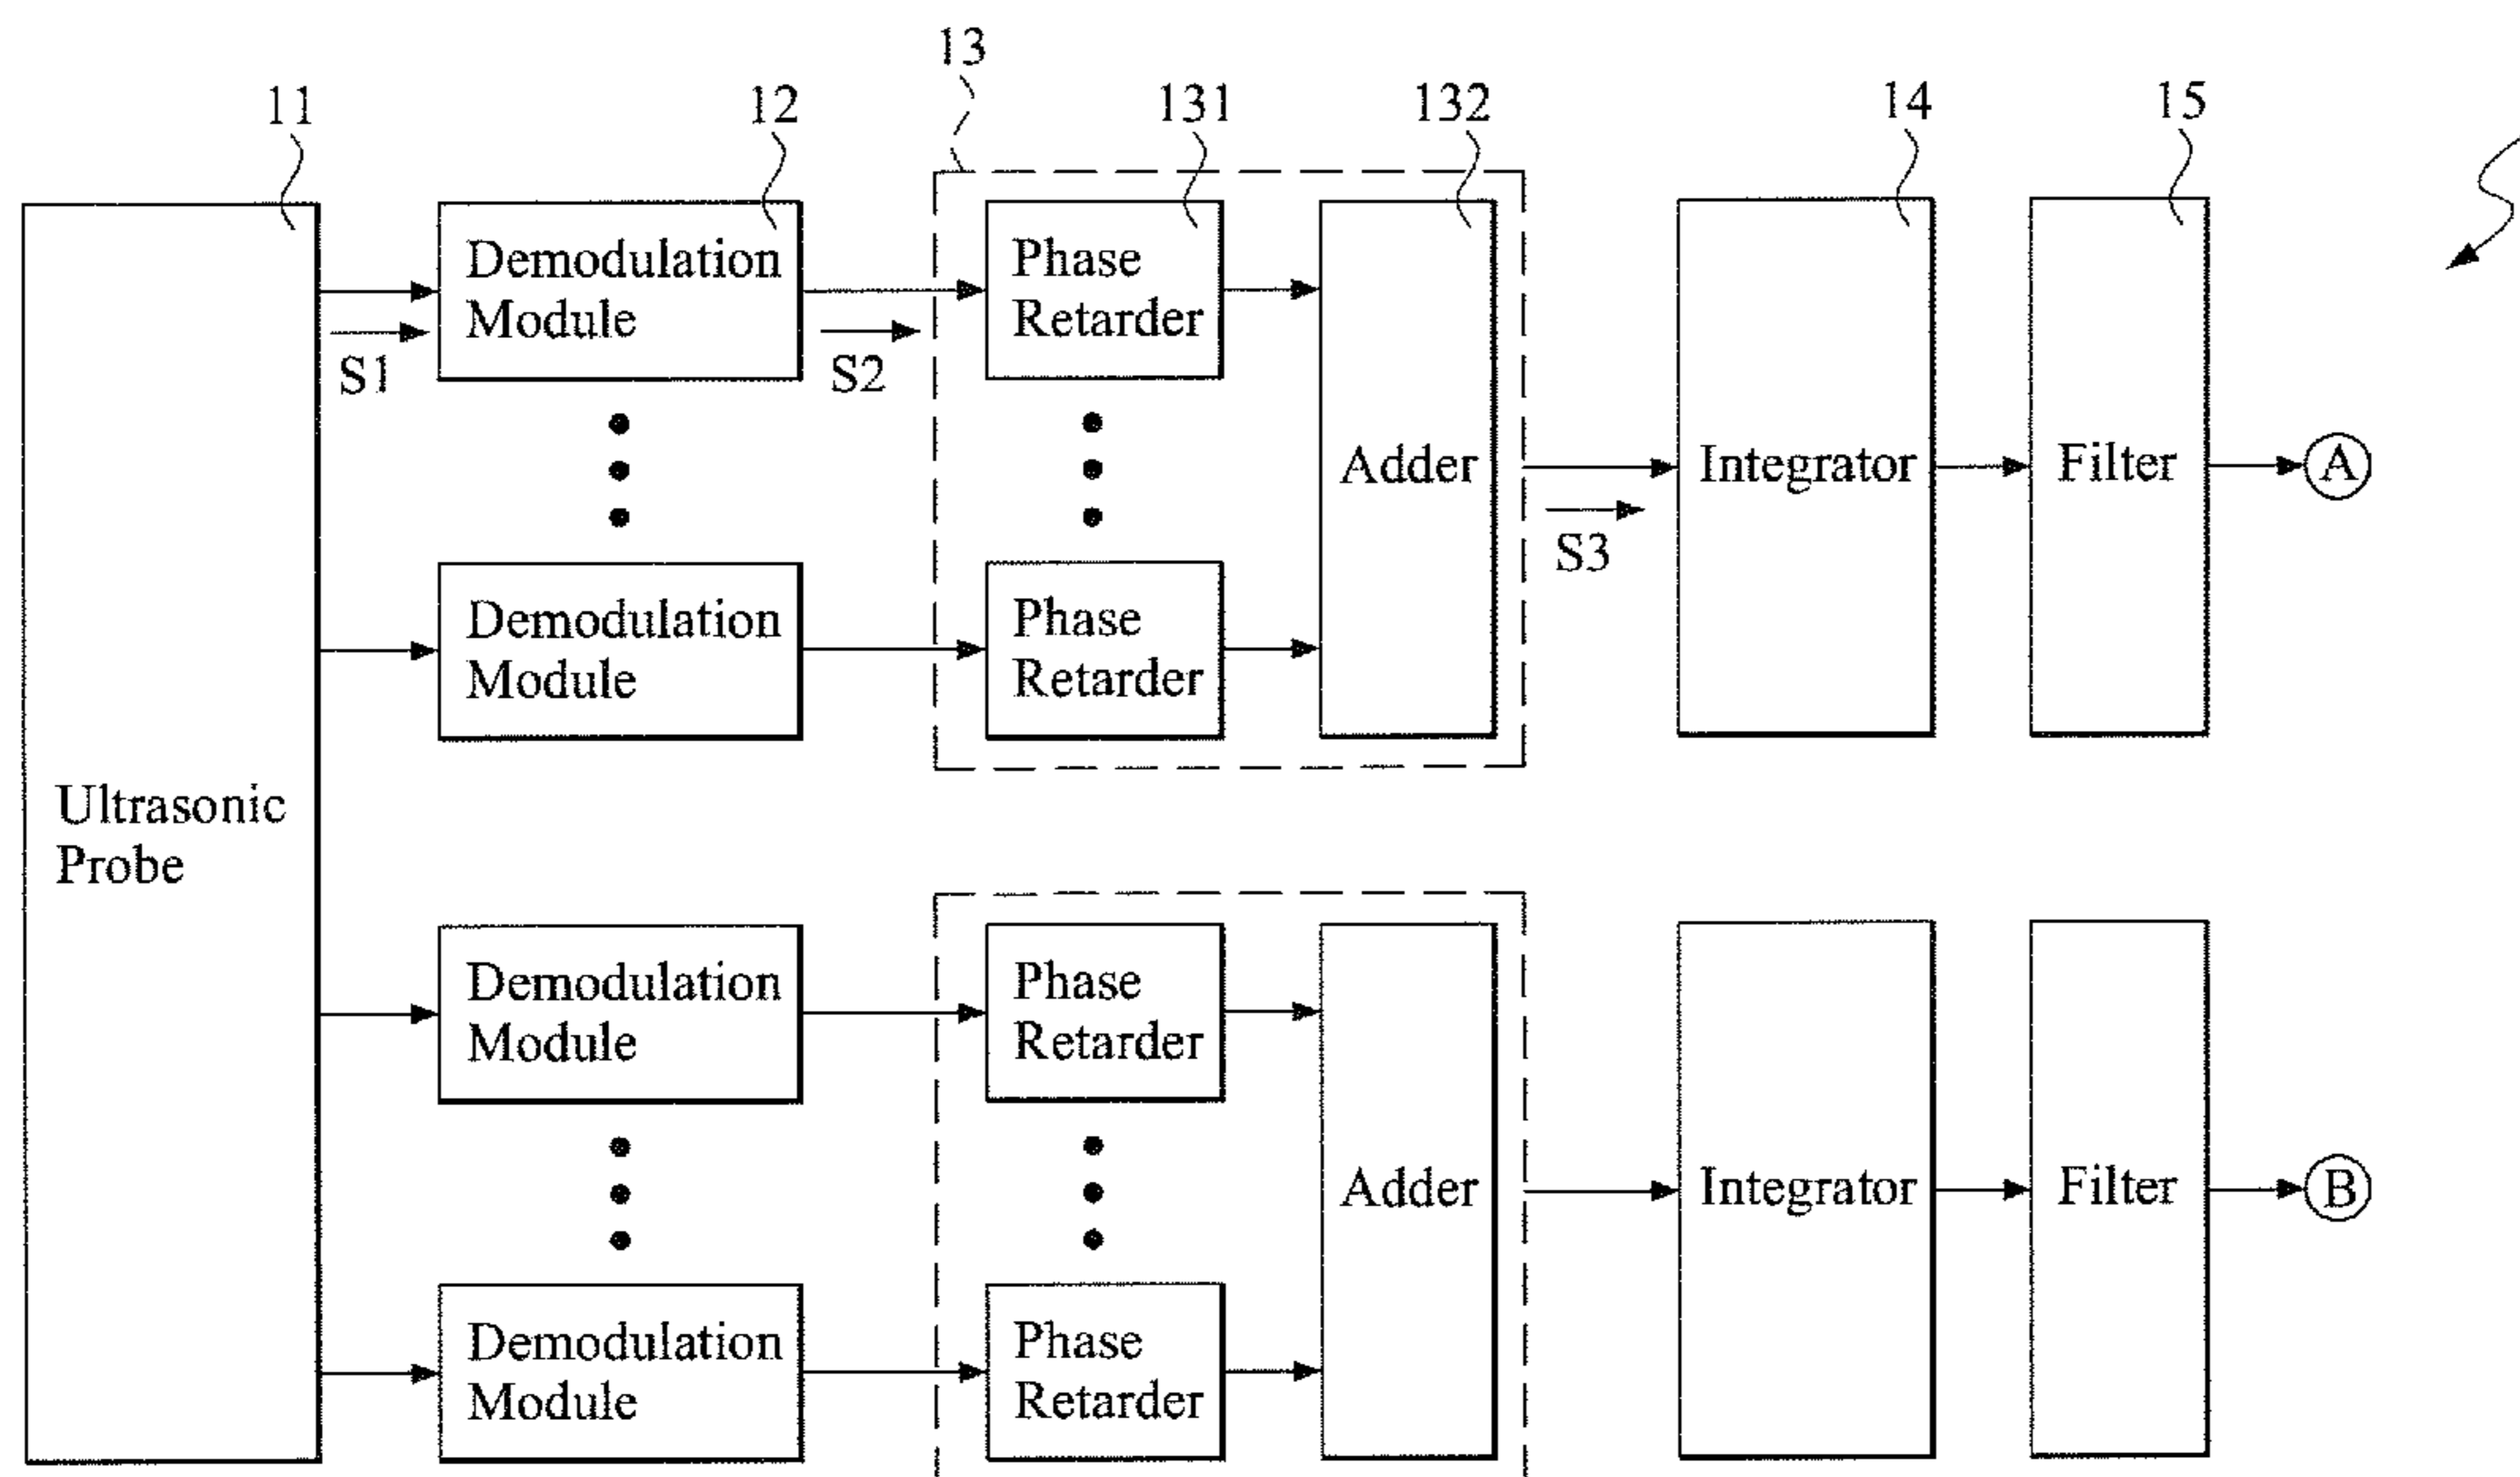 13
11
12
131
132
14
15
Demodulation
Module
Phase
Retarder
S1
S2
Adder
Integrator
Filter
A
S3
Demodulation
Module
Phase
Retarder
Ultrasonic
Probe
Demodulation
Module
Phase
Retarder
Adder
Integrator
Filter
B
Demodulation
Module
Phase
Retarder